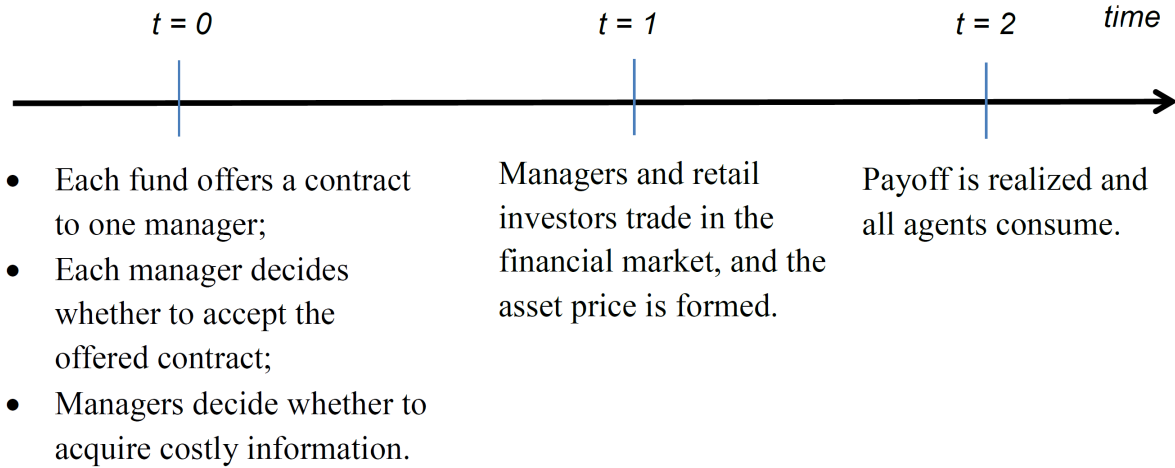 t = 0
t = 1
t = 2
time
• Each fund offers a contract
to one manager;
• Each manager decides
whether to accept the
offered contract;
• Managers decide whether to
acquire costly information.
Managers and retail
investors trade in the
financial market, and the
asset price is formed.
Payoff is realized and
all agents consume.